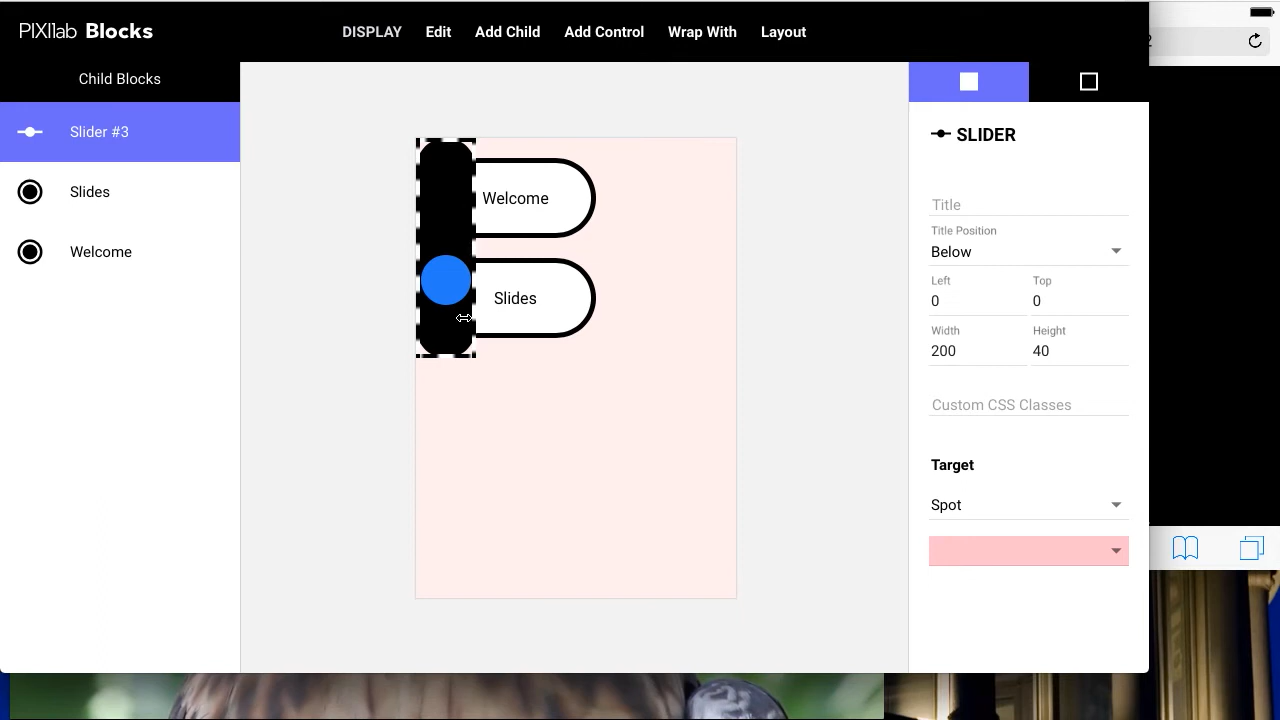 PIXIlab Blocks
DISPLAY Edit Add Child Add Control Wrap With Layout
2
Child Blocks
Slider #3
Slides
Welcome
Welcome
Slides
SLIDER
Title
Title Position
Below
Left Top
0 0
Width Height
200 40
Custom CSS Classes
Target
Spot